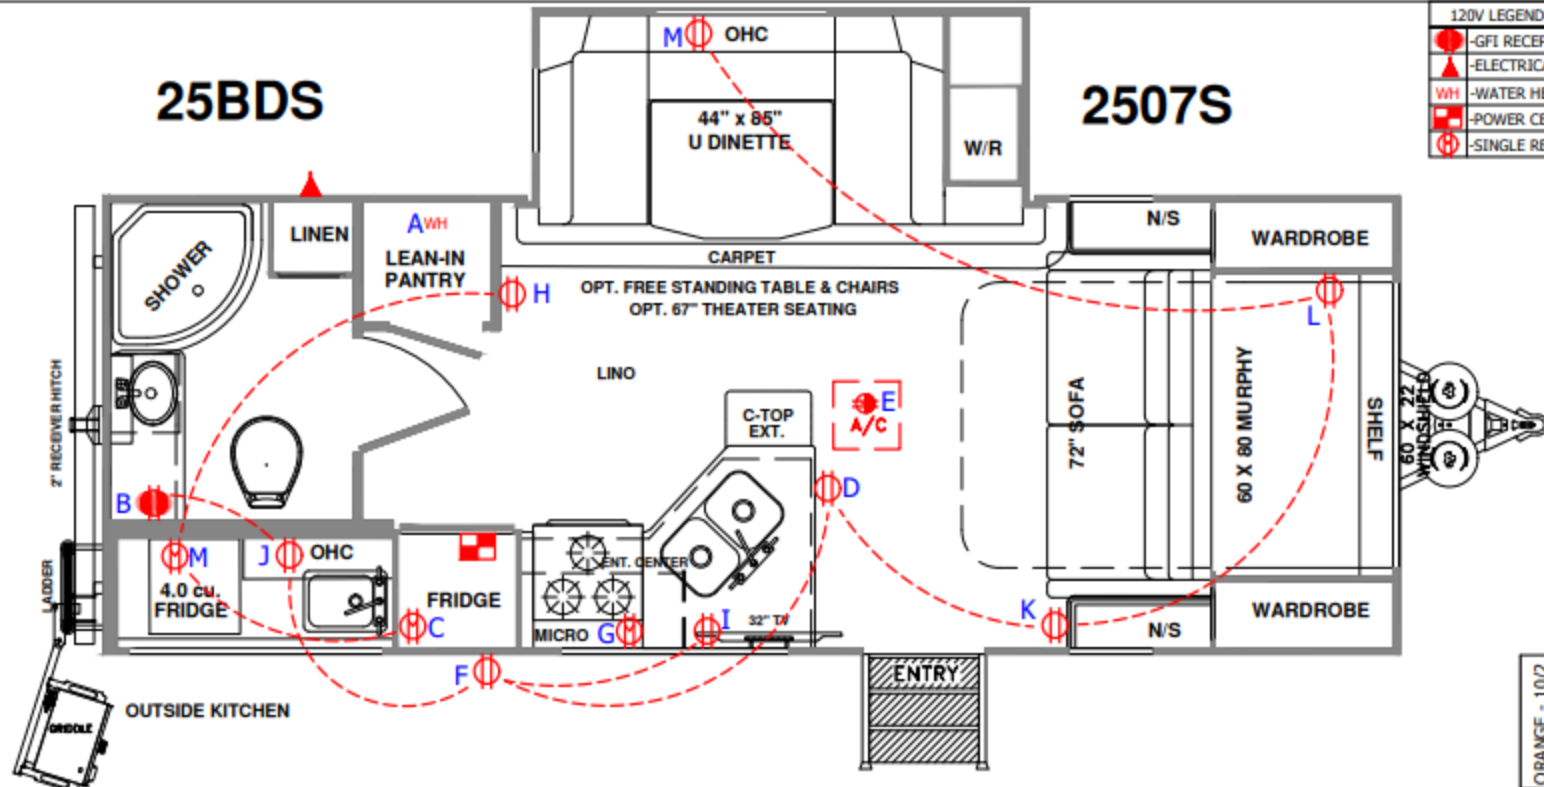 25BDS
2507S
120V LEGEND
-GFI RECEP
-ELECTRICA
WH -WATER HE
-POWER CE
-SINGLE RE
M
OHC
44" x 85"
U DINETTE
W/R
LINEN
SHOWER
A WH
LEAN-IN
PANTRY
CARPET
N/S
WARDROBE
H
OPT. FREE STANDING TABLE & CHAIRS
OPT. 67" THEATER SEATING
L
LINO
E
A/C
C-TOP
EXT.
72" SOFA
60 X 80 MURPHY
SHELF
60 X 22
WINDSHIELD
2" RECEIVER HITCH
B
D
M
J
OHC
4.0 cu.
FRIDGE
FRIDGE
C
ENT. CENTER
MICRO
G
I
32" TV
K
N/S
WARDROBE
LADDER
F
ENTRY
OUTSIDE KITCHEN
GRIDDLE
ORANGE - 10/2